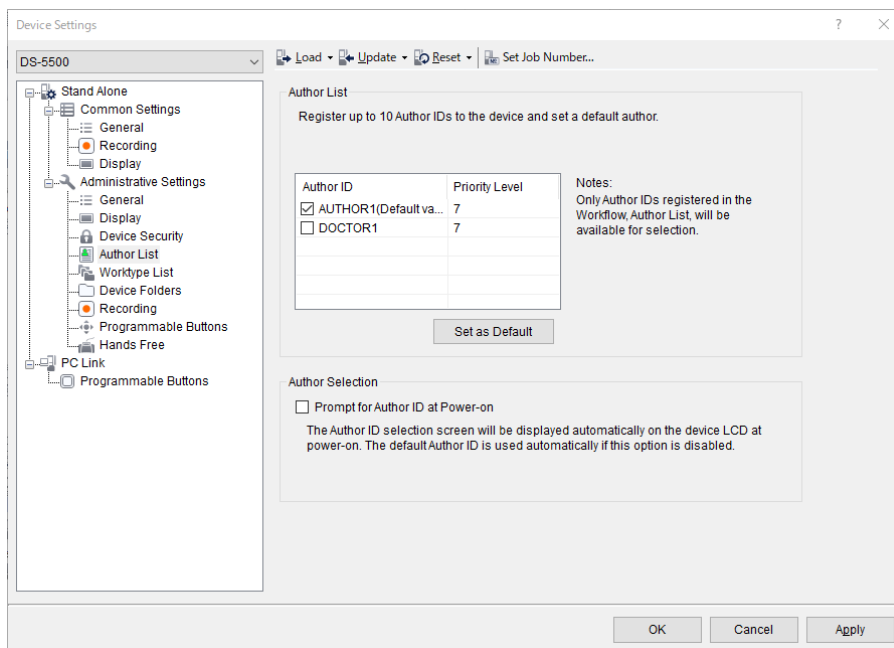 Device Settings
?
DS-5500
Load
Update
Reset
Set Job Number...
Stand Alone
Common Settings
General
Recording
Display
Administrative Settings
General
Display
Device Security
Author List
Worktype List
Device Folders
Recording
Programmable Buttons
Hands Free
PC Link
Programmable Buttons
Author List
Register up to 10 Author IDs to the device and set a default author.
Author ID Priority Level
AUTHOR1(Default va... 7
DOCTOR1 7
Notes:
Only Author IDs registered in the
Workflow, Author List, will be
available for selection.
Set as Default
Author Selection
Prompt for Author ID at Power-on
The Author ID selection screen will be displayed automatically on the device LCD at
power-on. The default Author ID is used automatically if this option is disabled.
OK
Cancel
Apply